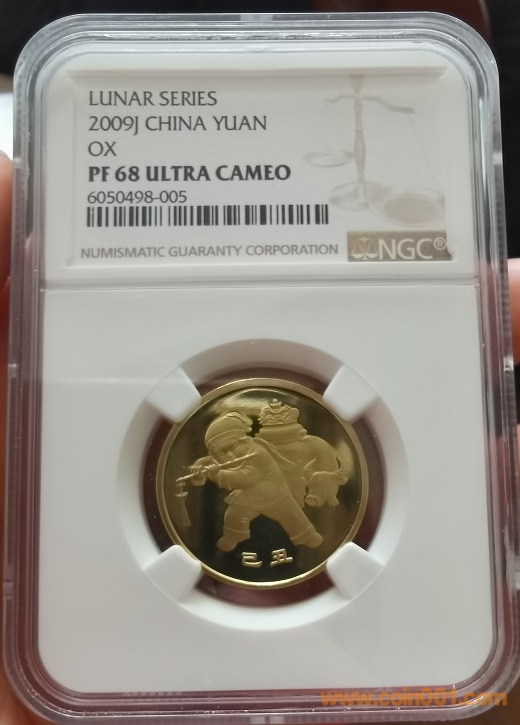 LUNAR SERIES
2009J CHINA YUAN
OX
PF 68 ULTRA CAMEO
6050498-005
NUMISMATIC GUARANTY CORPORATION
NGC®
己丑
www.coin001.com